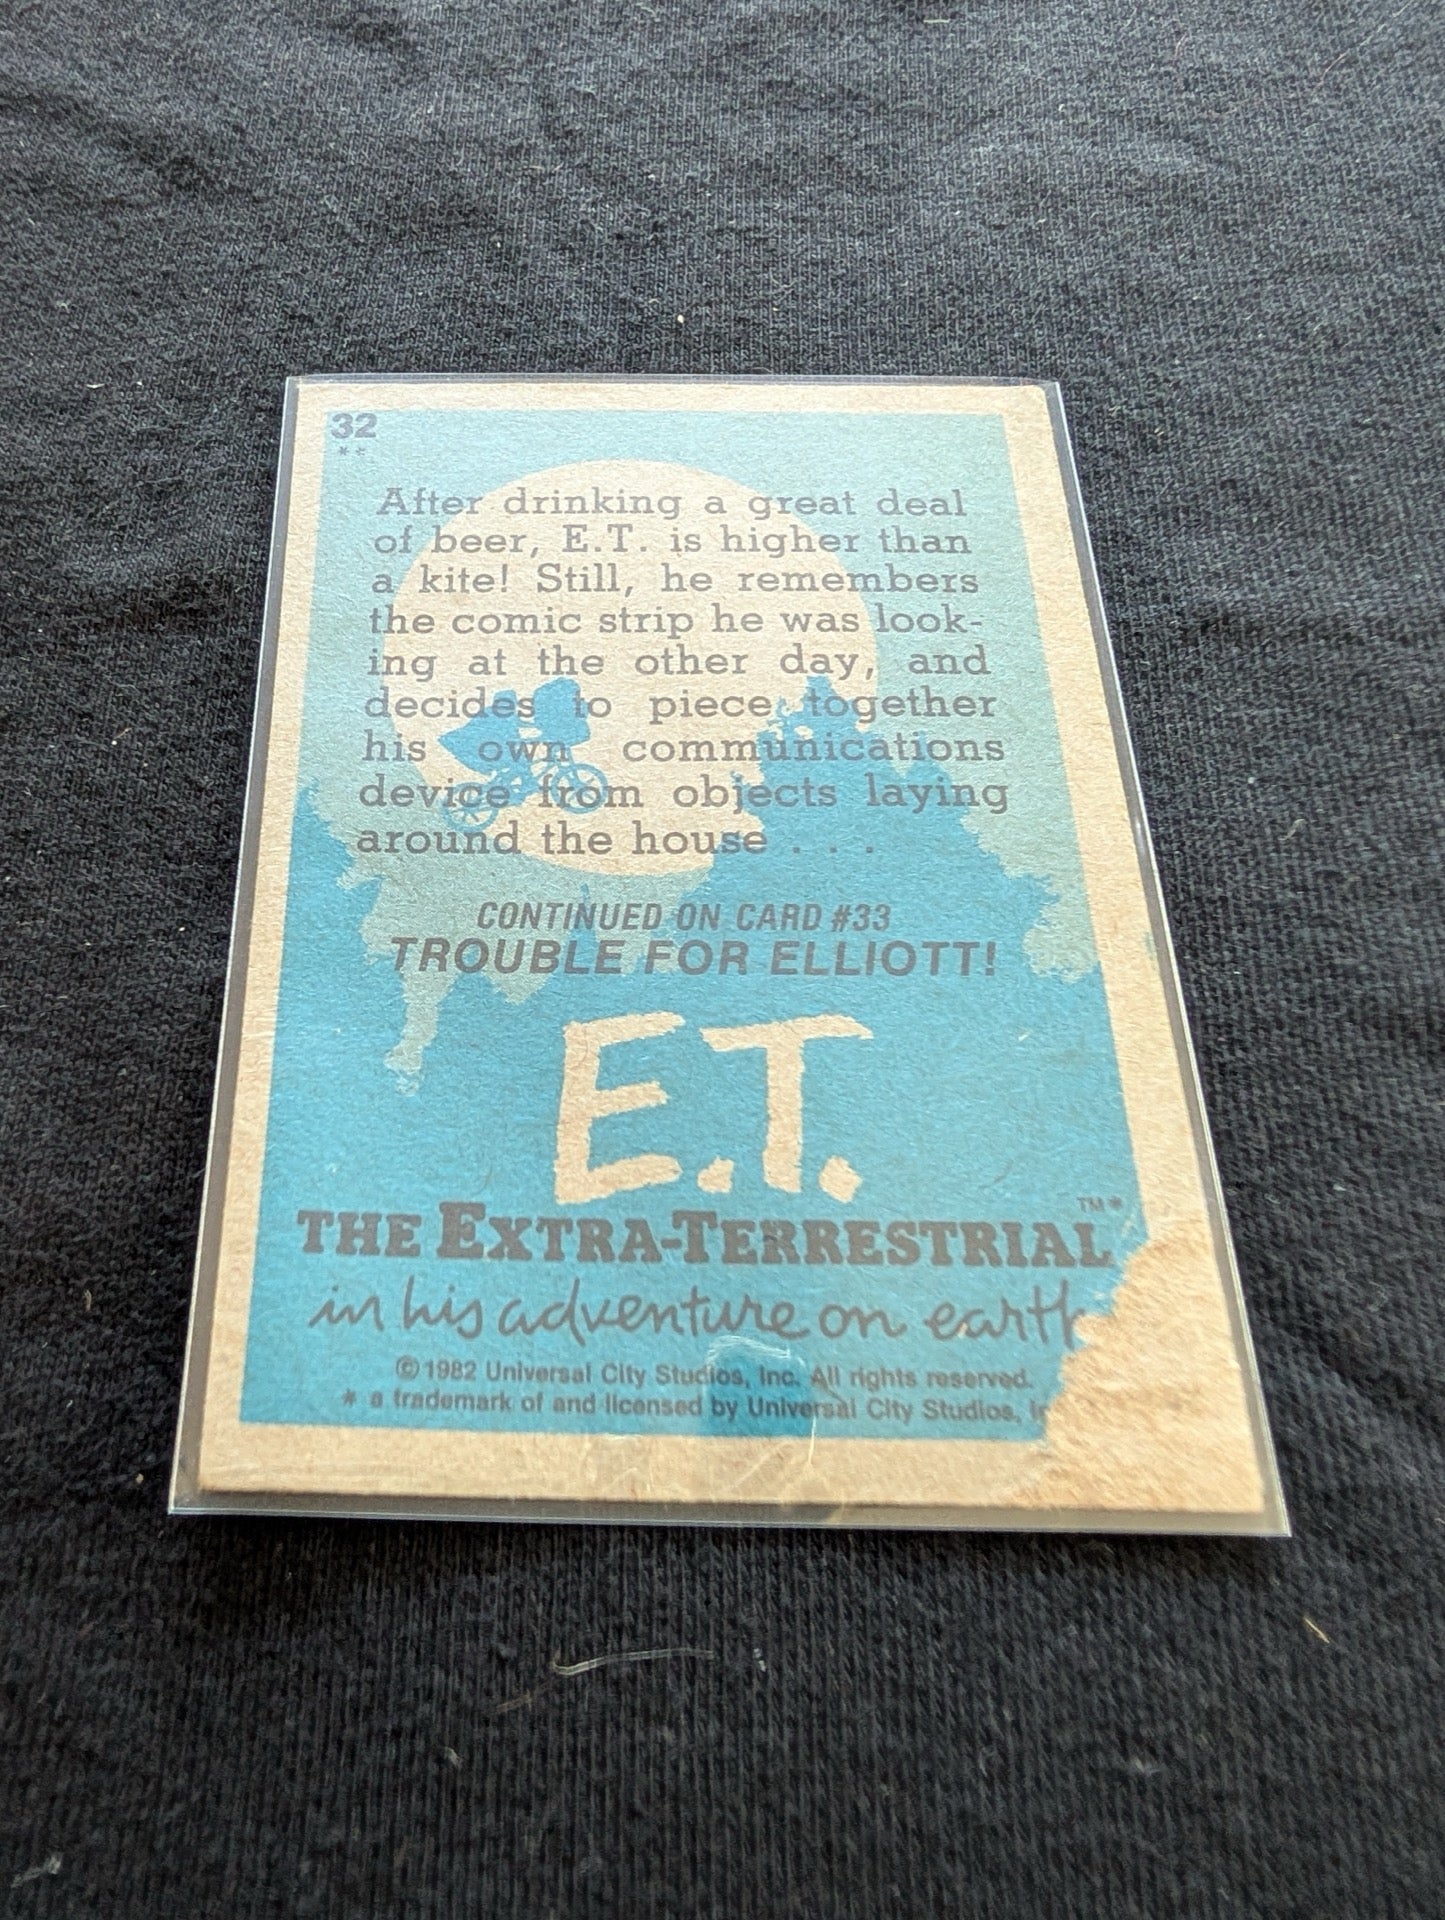 32
**
After drinking a great deal
of beer, E.T. is higher than
a kite! Still, he remembers
the comic strip he was look-
ing at the other day, and
decides to piece together
his own communications
device from objects laying
around the house . . .
CONTINUED ON CARD #33
TROUBLE FOR ELLIOTT!
E.T.
THE EXTRA-TERRESTRIAL™*
in his adventure on earth
© 1982 Universal City Studios, Inc. All rights reserved.
* a trademark of and licensed by Universal City Studios,